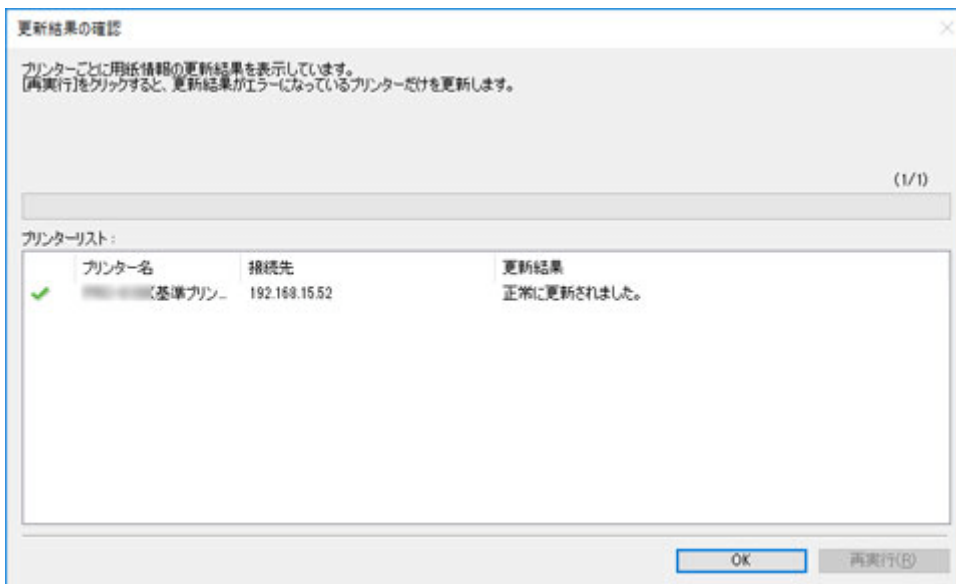 更新結果の確認
プリンターごとに用紙情報の更新結果を表示しています。
[再実行]をクリックすると、更新結果がエラーになっているプリンターだけを更新します。
(1/1)
プリンターリスト:
プリンター名 接続先 更新結果
(基準プリン... 192.168.15.52 正常に更新されました。
OK 再実行(R)